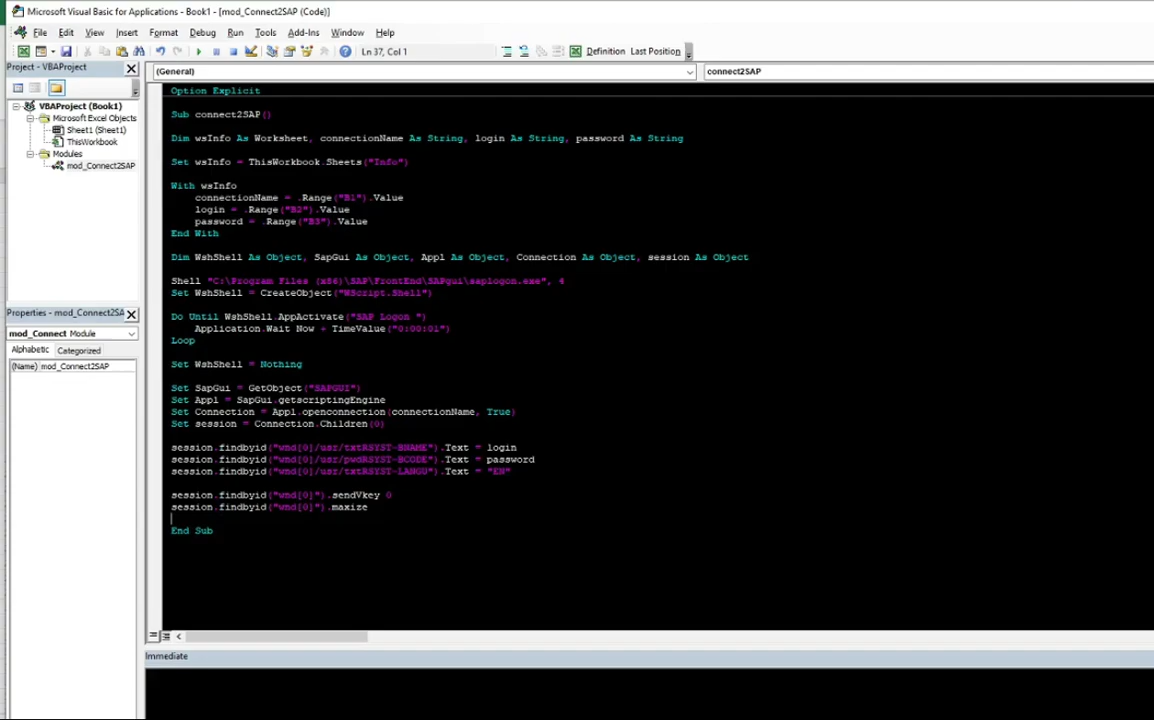 Microsoft Visual Basic for Applications - Book1 - [mod_Connect2SAP (Code)]
File Edit View Insert Format Debug Run Tools Add-Ins Window Help
Ln 37, Col 1
Definition Last Position
Project - VBAProject
(General)
connect2SAP
VBAProject (Book1)
Microsoft Excel Objects
Sheet1 (Sheet1)
ThisWorkbook
Modules
mod_Connect2SAP
Properties - mod_Connect2SA
mod_Connect Module
Alphabetic Categorized
(Name) mod_Connect2SAP
Option Explicit
Sub connect2SAP()
Dim wsInfo As Worksheet, connectionName As String, login As String, password As String
Set wsInfo = ThisWorkbook.Sheets("Info")
With wsInfo
connectionName = .Range("B1").Value
login = .Range("B2").Value
password = .Range("B3").Value
End With
Dim WshShell As Object, SapGui As Object, Appl As Object, Connection As Object, session As Object
Shell "C:\Program Files (x86)\SAP\FrontEnd\SAPgui\saplogon.exe", 4
Set WshShell = CreateObject("WScript.Shell")
Do Until WshShell.AppActivate("SAP Logon ")
Application.Wait Now + TimeValue("0:00:01")
Loop
Set WshShell = Nothing
Set SapGui = GetObject("SAPGUI")
Set Appl = SapGui.getscriptingEngine
Set Connection = Appl.openconnection(connectionName, True)
Set session = Connection.Children(0)
session.findbyid("wnd[0]/usr/txtRSYST-BNAME").Text = login
session.findbyid("wnd[0]/usr/pwdRSYST-BCODE").Text = password
session.findbyid("wnd[0]/usr/txtRSYST-LANGU").Text = "EN"
session.findbyid("wnd[0]").sendVkey 0
session.findbyid("wnd[0]").maxize
End Sub
Immediate